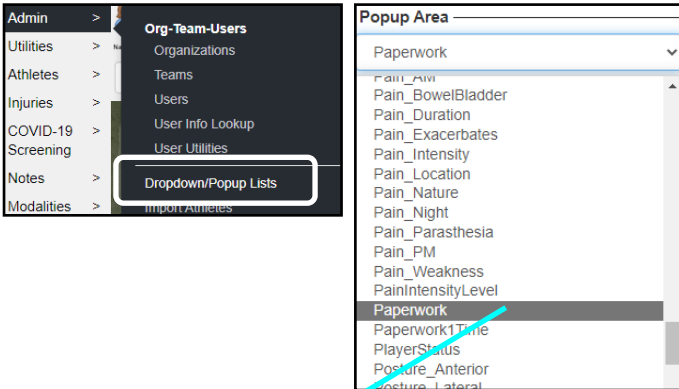 Admin >
Utilities >
Athletes >
Injuries >
COVID-19 >
Screening
Notes >
Modalities >
Org-Team-Users
Organizations
Teams
Users
User Info Lookup
User Utilities
Dropdown/Popup Lists
Import Athletes
Popup Area
Paperwork
Pain_AM
Pain_BowelBladder
Pain_Duration
Pain_Exacerbates
Pain_Intensity
Pain_Location
Pain_Nature
Pain_Night
Pain_Parasthesia
Pain_PM
Pain_Weakness
PainIntensityLevel
Paperwork
Paperwork1Time
PlayerStatus
Posture_Anterior
Posture_Lateral